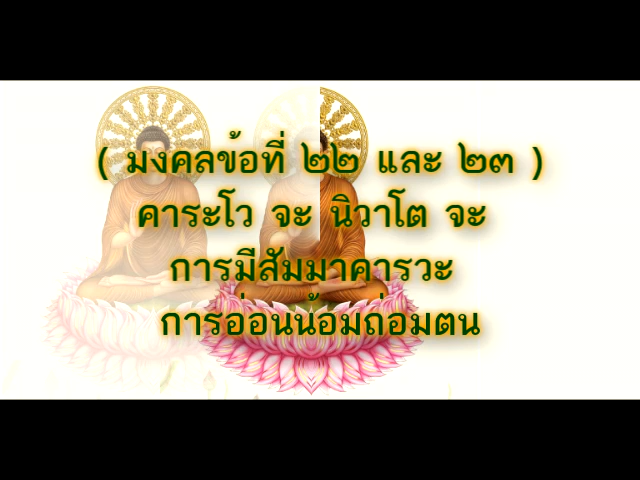 ( มงคลข้อที่ ๒๒ และ ๒๓ )
คาระโว จะ นิวาโต จะ
การมีสัมมาคารวะ
การอ่อนน้อมถ่อมตน